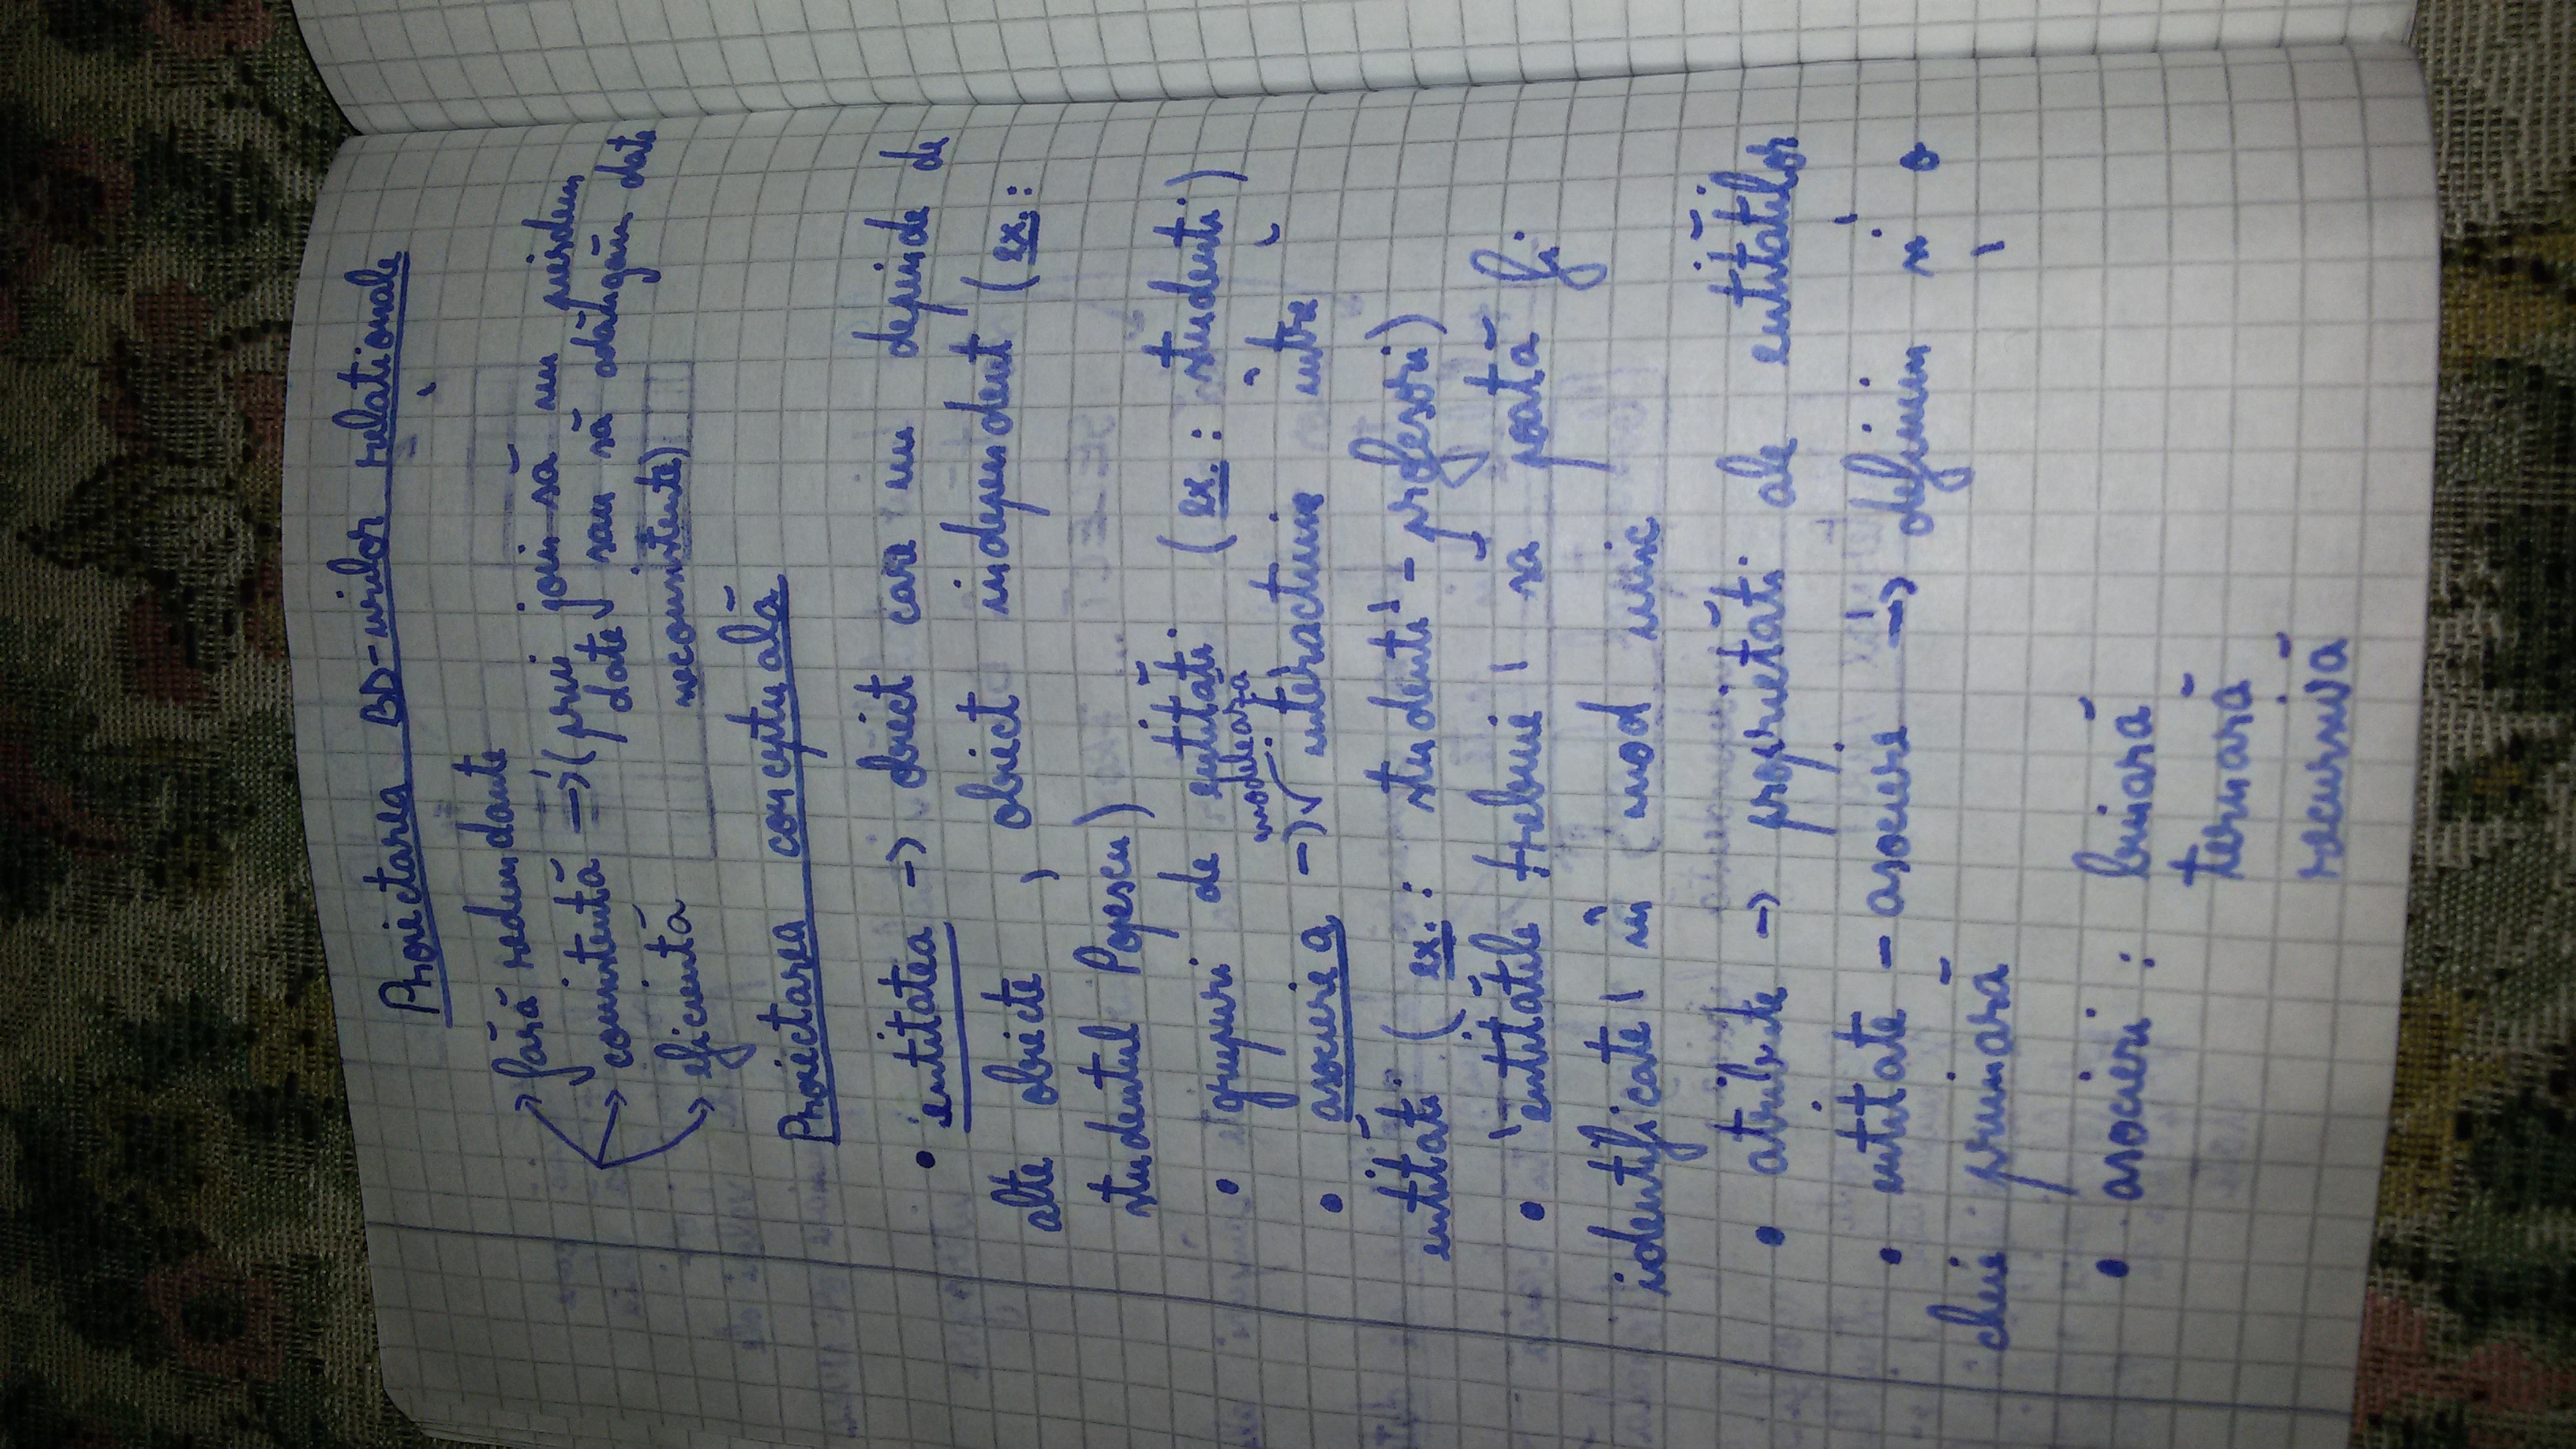 Proiectarea BD-urilor relaționale
fără redundanțe
consistență → (prin join să nu pierdem
date sau să adăugăm date
neconsistente)
eficiență
Proiectarea conceptuală
• entitatea → obiect care nu depinde de
alte obiecte , obiect independent (ex.:
studentul Popescu)
• grupuri de entități (ex.: studenți)
modelează
• asocierea → √ interacțiune între
entități (ex.: studenți - profesori)
• entitățile trebuie să poată fi
identificate în mod unic
• atribute → proprietăți ale entităților
• entitate - asociere → definim și o
cheie primară
• asocieri : binară
ternară
recursivă